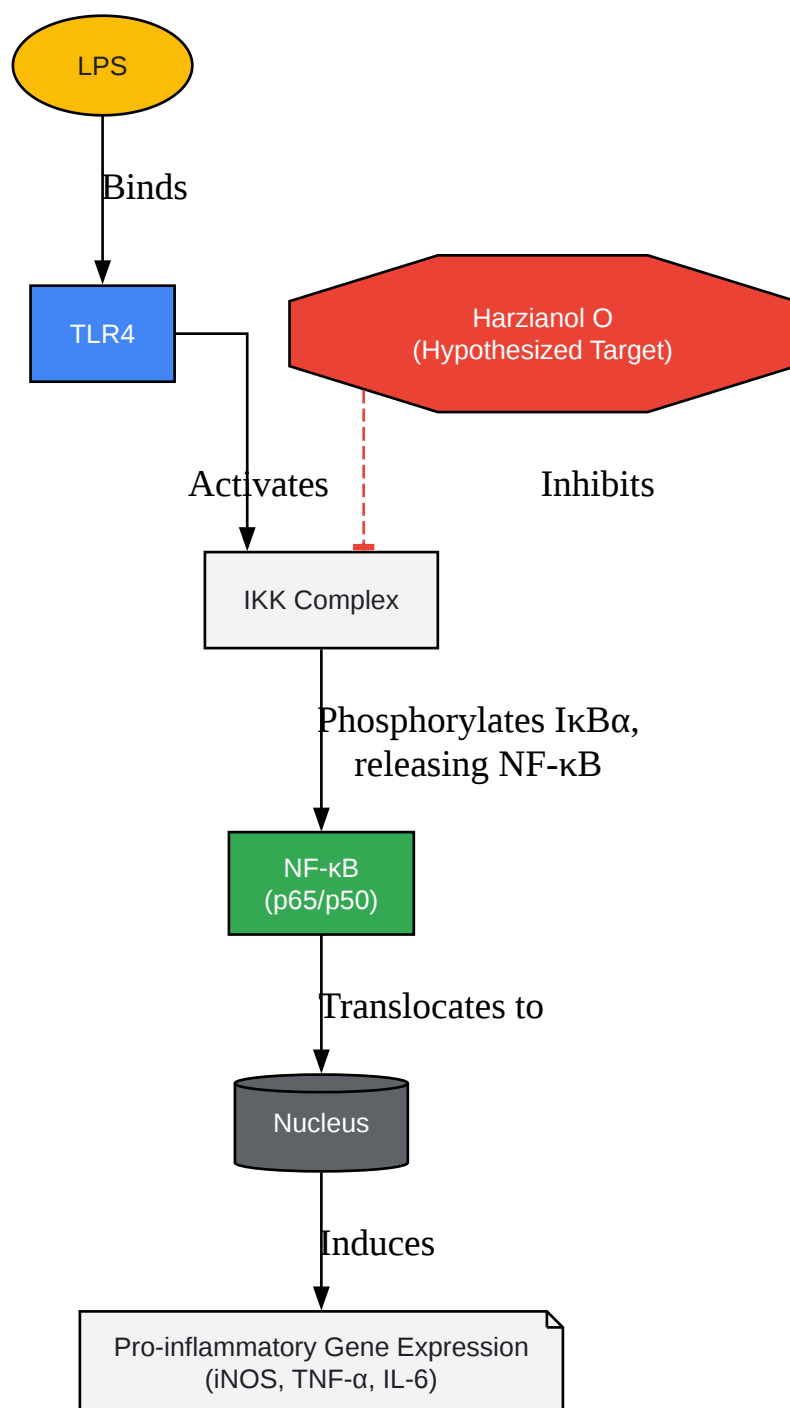 LPS
Binds
TLR4
Harzianol O
(Hypothesized Target)
Activates
Inhibits
IKK Complex
Phosphorylates IκBα,
releasing NF-κB
NF-κB
(p65/p50)
Translocates to
Nucleus
Induces
Pro-inflammatory Gene Expression
(iNOS, TNF-α, IL-6)